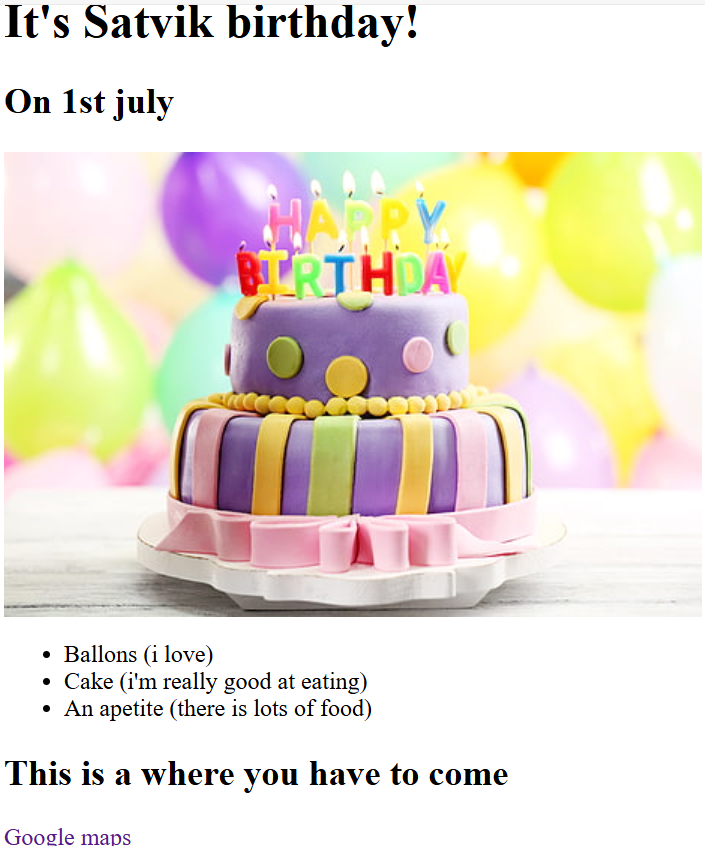 It's Satvik birthday!
On 1st july
HAPPY
BIRTHDAY
Ballons (i love)
Cake (i'm really good at eating)
An apetite (there is lots of food)
This is a where you have to come
Google maps